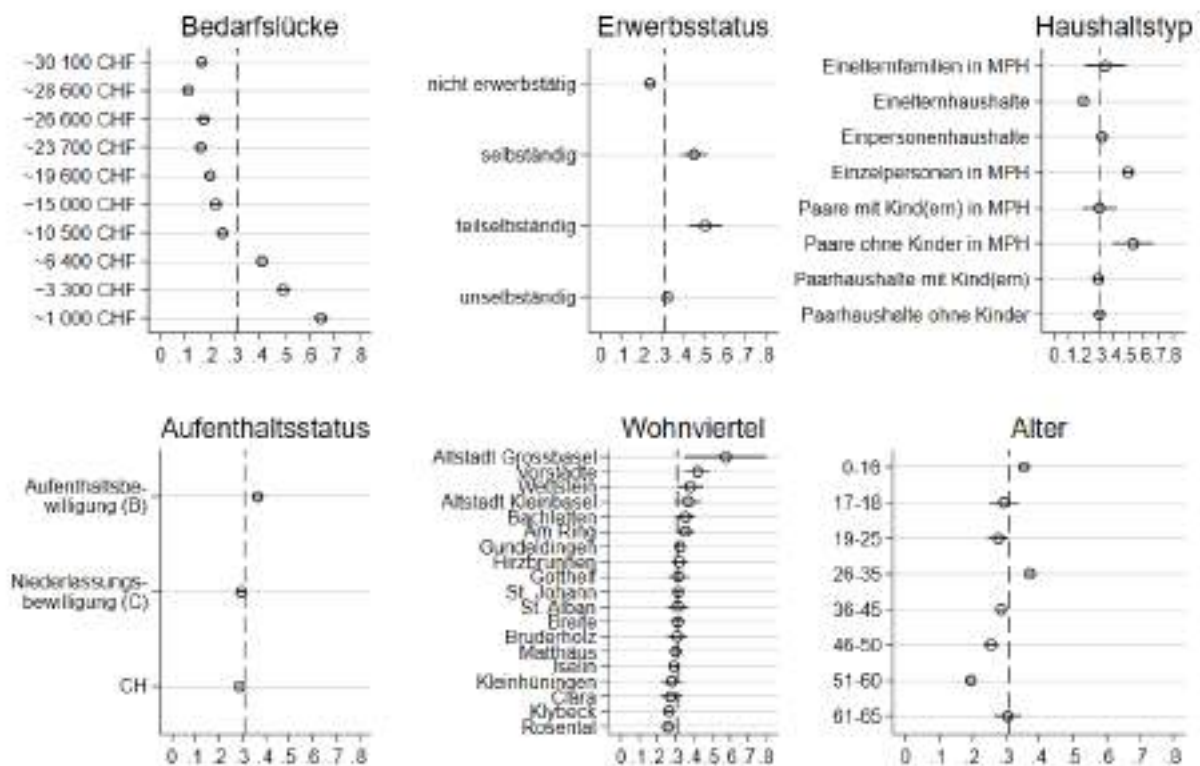 Bedarfslücke
~30 100 CHF
~28 600 CHF
~26 600 CHF
~23 700 CHF
~19 600 CHF
~15 000 CHF
~10 500 CHF
~6 400 CHF
~3 300 CHF
~1 000 CHF
0 .1 .2 .3 .4 .5 .6 .7 .8
Erwerbsstatus
nicht erwerbstätig
selbständig
teilselbständig
unselbständig
0 .1 .2 .3 .4 .5 .6 .7 .8
Haushaltstyp
Einelternfamilien in MPH
Einelternhaushalte
Einpersonenhaushalte
Einzelpersonen in MPH
Paare mit Kind(ern) in MPH
Paare ohne Kinder in MPH
Paarhaushalte mit Kind(ern)
Paarhaushalte ohne Kinder
0 .1 .2 .3 .4 .5 .6 .7 .8
Aufenthaltsstatus
Aufenthaltsbe-
willigung (B)
Niederlassungs-
bewilligung (C)
CH
0 .1 .2 .3 .4 .5 .6 .7 .8
Wohnviertel
Altstadt Grossbasel
Vorstädte
Wettstein
Altstadt Kleinbasel
Bachletten
Am Ring
Gundeldingen
Hirzbrunnen
Gotthelf
St. Johann
St. Alban
Breite
Bruderholz
Matthäus
Iselin
Kleinhüningen
Clara
Klybeck
Rosental
0 .1 .2 .3 .4 .5 .6 .7 .8
Alter
0.16
17-18
19-25
26-35
36-45
46-50
51-60
61-65
0 .1 .2 .3 .4 .5 .6 .7 .8